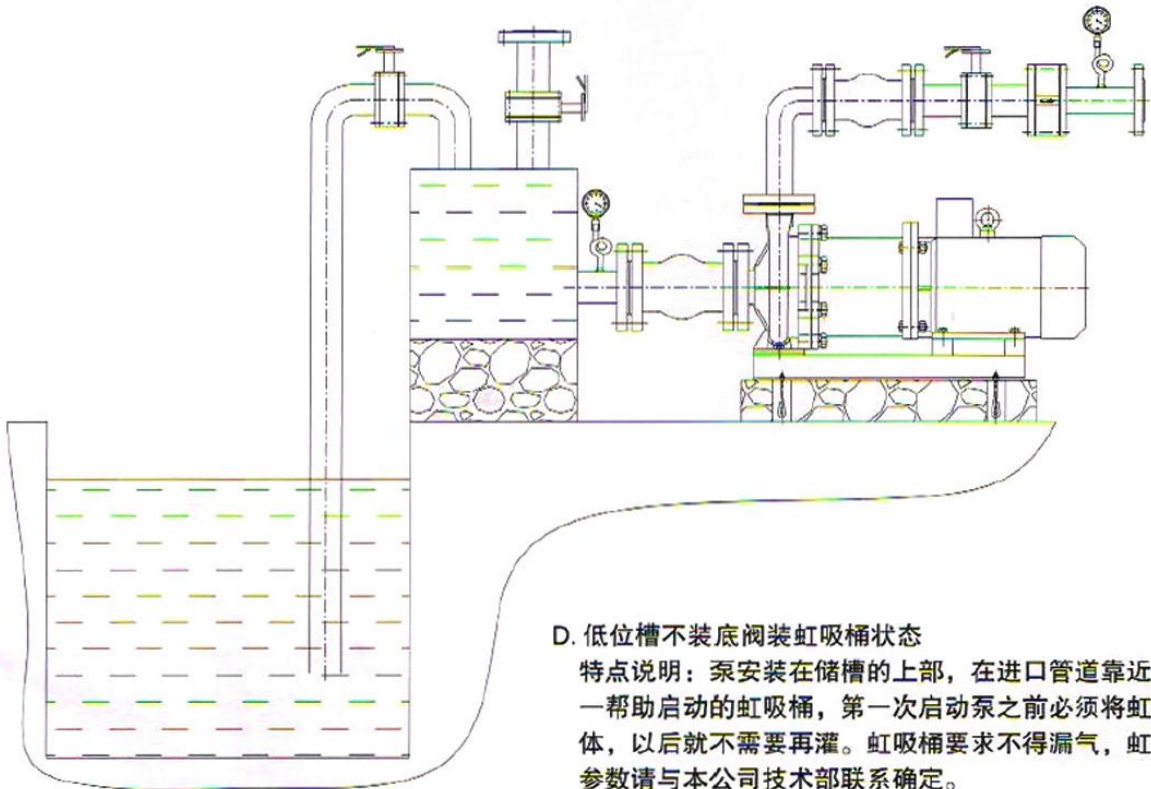 D. 低位槽不装底阀装虹吸桶状态
特点说明：泵安装在储槽的上部，在进口管道靠近
一帮助启动的虹吸桶，第一次启动泵之前必须将虹
体，以后就不需要再灌。虹吸桶要求不得漏气，虹
参数请与本公司技术部联系确定。